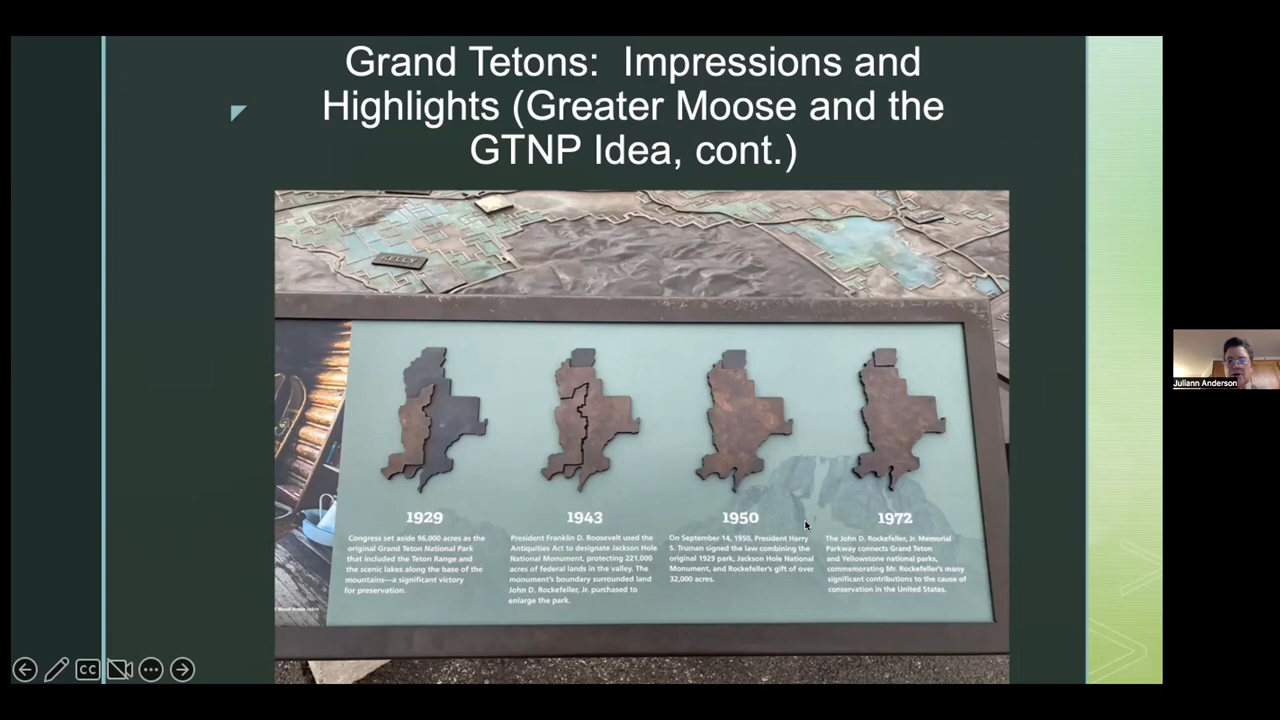 Grand Tetons:  Impressions and
Highlights (Greater Moose and the
GTNP Idea, cont.)
KELLY
1929
Congress set aside 96,000 acres as the
original Grand Teton National Park
that included the Teton Range and
the scenic lakes along the base of the
mountains—a significant victory
for preservation.
1943
President Franklin D. Roosevelt used the
Antiquities Act to designate Jackson Hole
National Monument, protecting 221,000
acres of federal lands in the valley. The
monument's boundary surrounded land
John D. Rockefeller, Jr. purchased to
enlarge the park.
1950
On September 14, 1950, President Harry
S. Truman signed the law combining the
original 1929 park, Jackson Hole National
Monument, and Rockefeller's gift of over
32,000 acres.
1972
The John D. Rockefeller, Jr. Memorial
Parkway connects Grand Teton
and Yellowstone national parks,
commemorating Mr. Rockefeller's many
significant contributions to the cause of
conservation in the United States.
CC
Juliann Anderson